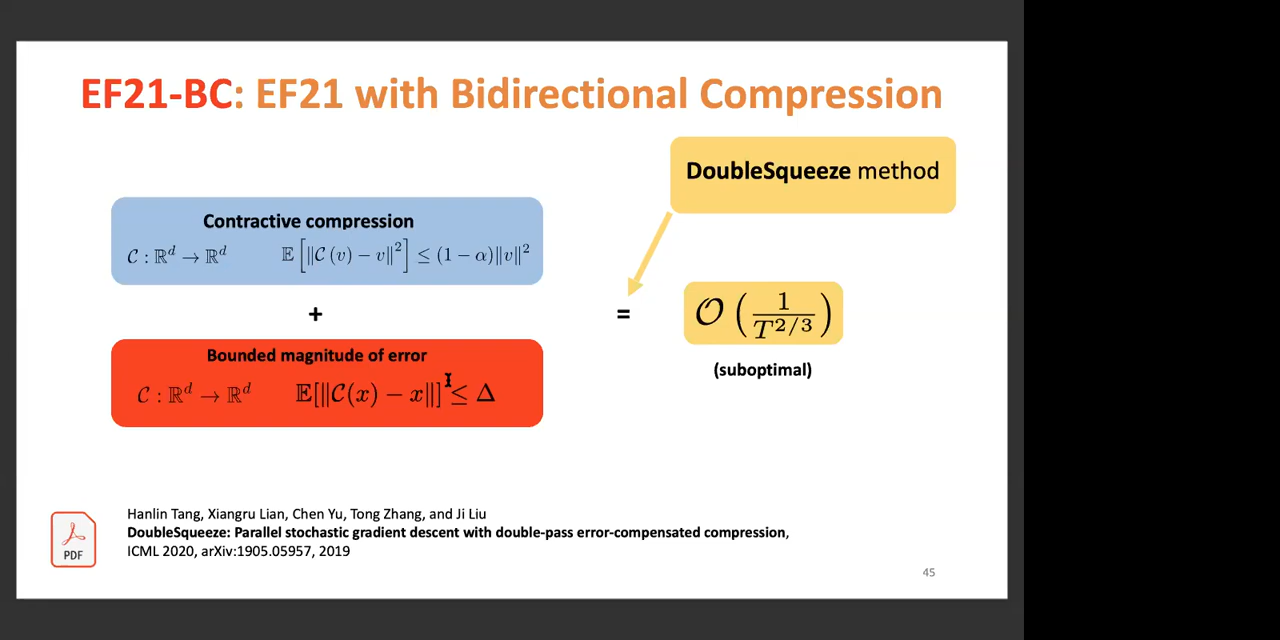 EF21-BC: EF21 with Bidirectional Compression
DoubleSqueeze method
Contractive compression
𝒞 : ℝ^d → ℝ^d 𝔼[‖𝒞(v) − v‖²] ≤ (1 − α)‖v‖²
+
=
𝒪(1/T^{2/3})
(suboptimal)
Bounded magnitude of error
𝒞 : ℝ^d → ℝ^d 𝔼[‖𝒞(x) − x‖] ≤ Δ
Hanlin Tang, Xiangru Lian, Chen Yu, Tong Zhang, and Ji Liu
DoubleSqueeze: Parallel stochastic gradient descent with double-pass error-compensated compression,
ICML 2020, arXiv:1905.05957, 2019
PDF
45